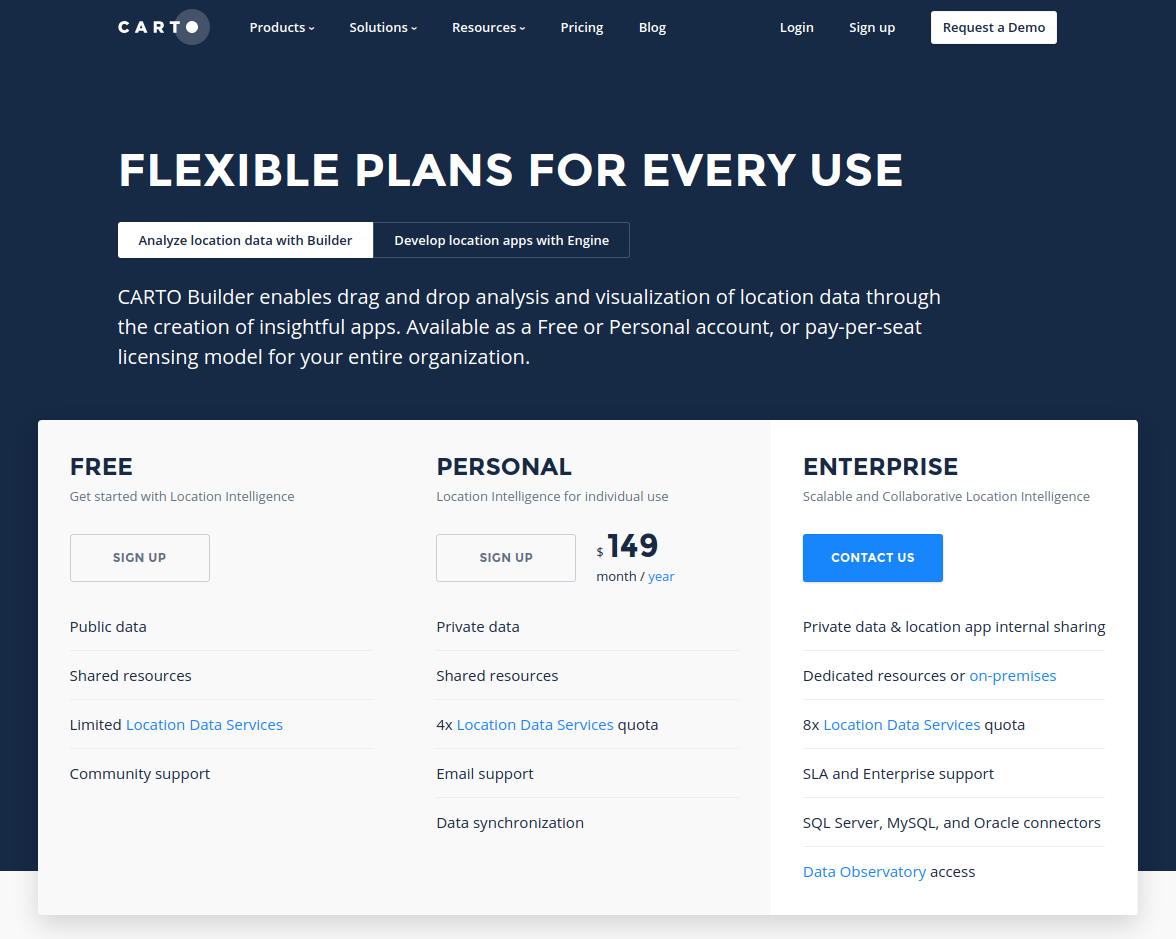 CARTO
Products
Solutions
Resources
Pricing
Blog
Login
Sign up
Request a Demo
FLEXIBLE PLANS FOR EVERY USE
Analyze location data with Builder
Develop location apps with Engine
CARTO Builder enables drag and drop analysis and visualization of location data through
the creation of insightful apps. Available as a Free or Personal account, or pay-per-seat
licensing model for your entire organization.
FREE
Get started with Location Intelligence
SIGN UP
Public data
Shared resources
Limited Location Data Services
Community support
PERSONAL
Location Intelligence for individual use
SIGN UP
$ 149
month / year
Private data
Shared resources
4x Location Data Services quota
Email support
Data synchronization
ENTERPRISE
Scalable and Collaborative Location Intelligence
CONTACT US
Private data & location app internal sharing
Dedicated resources or on-premises
8x Location Data Services quota
SLA and Enterprise support
SQL Server, MySQL, and Oracle connectors
Data Observatory access